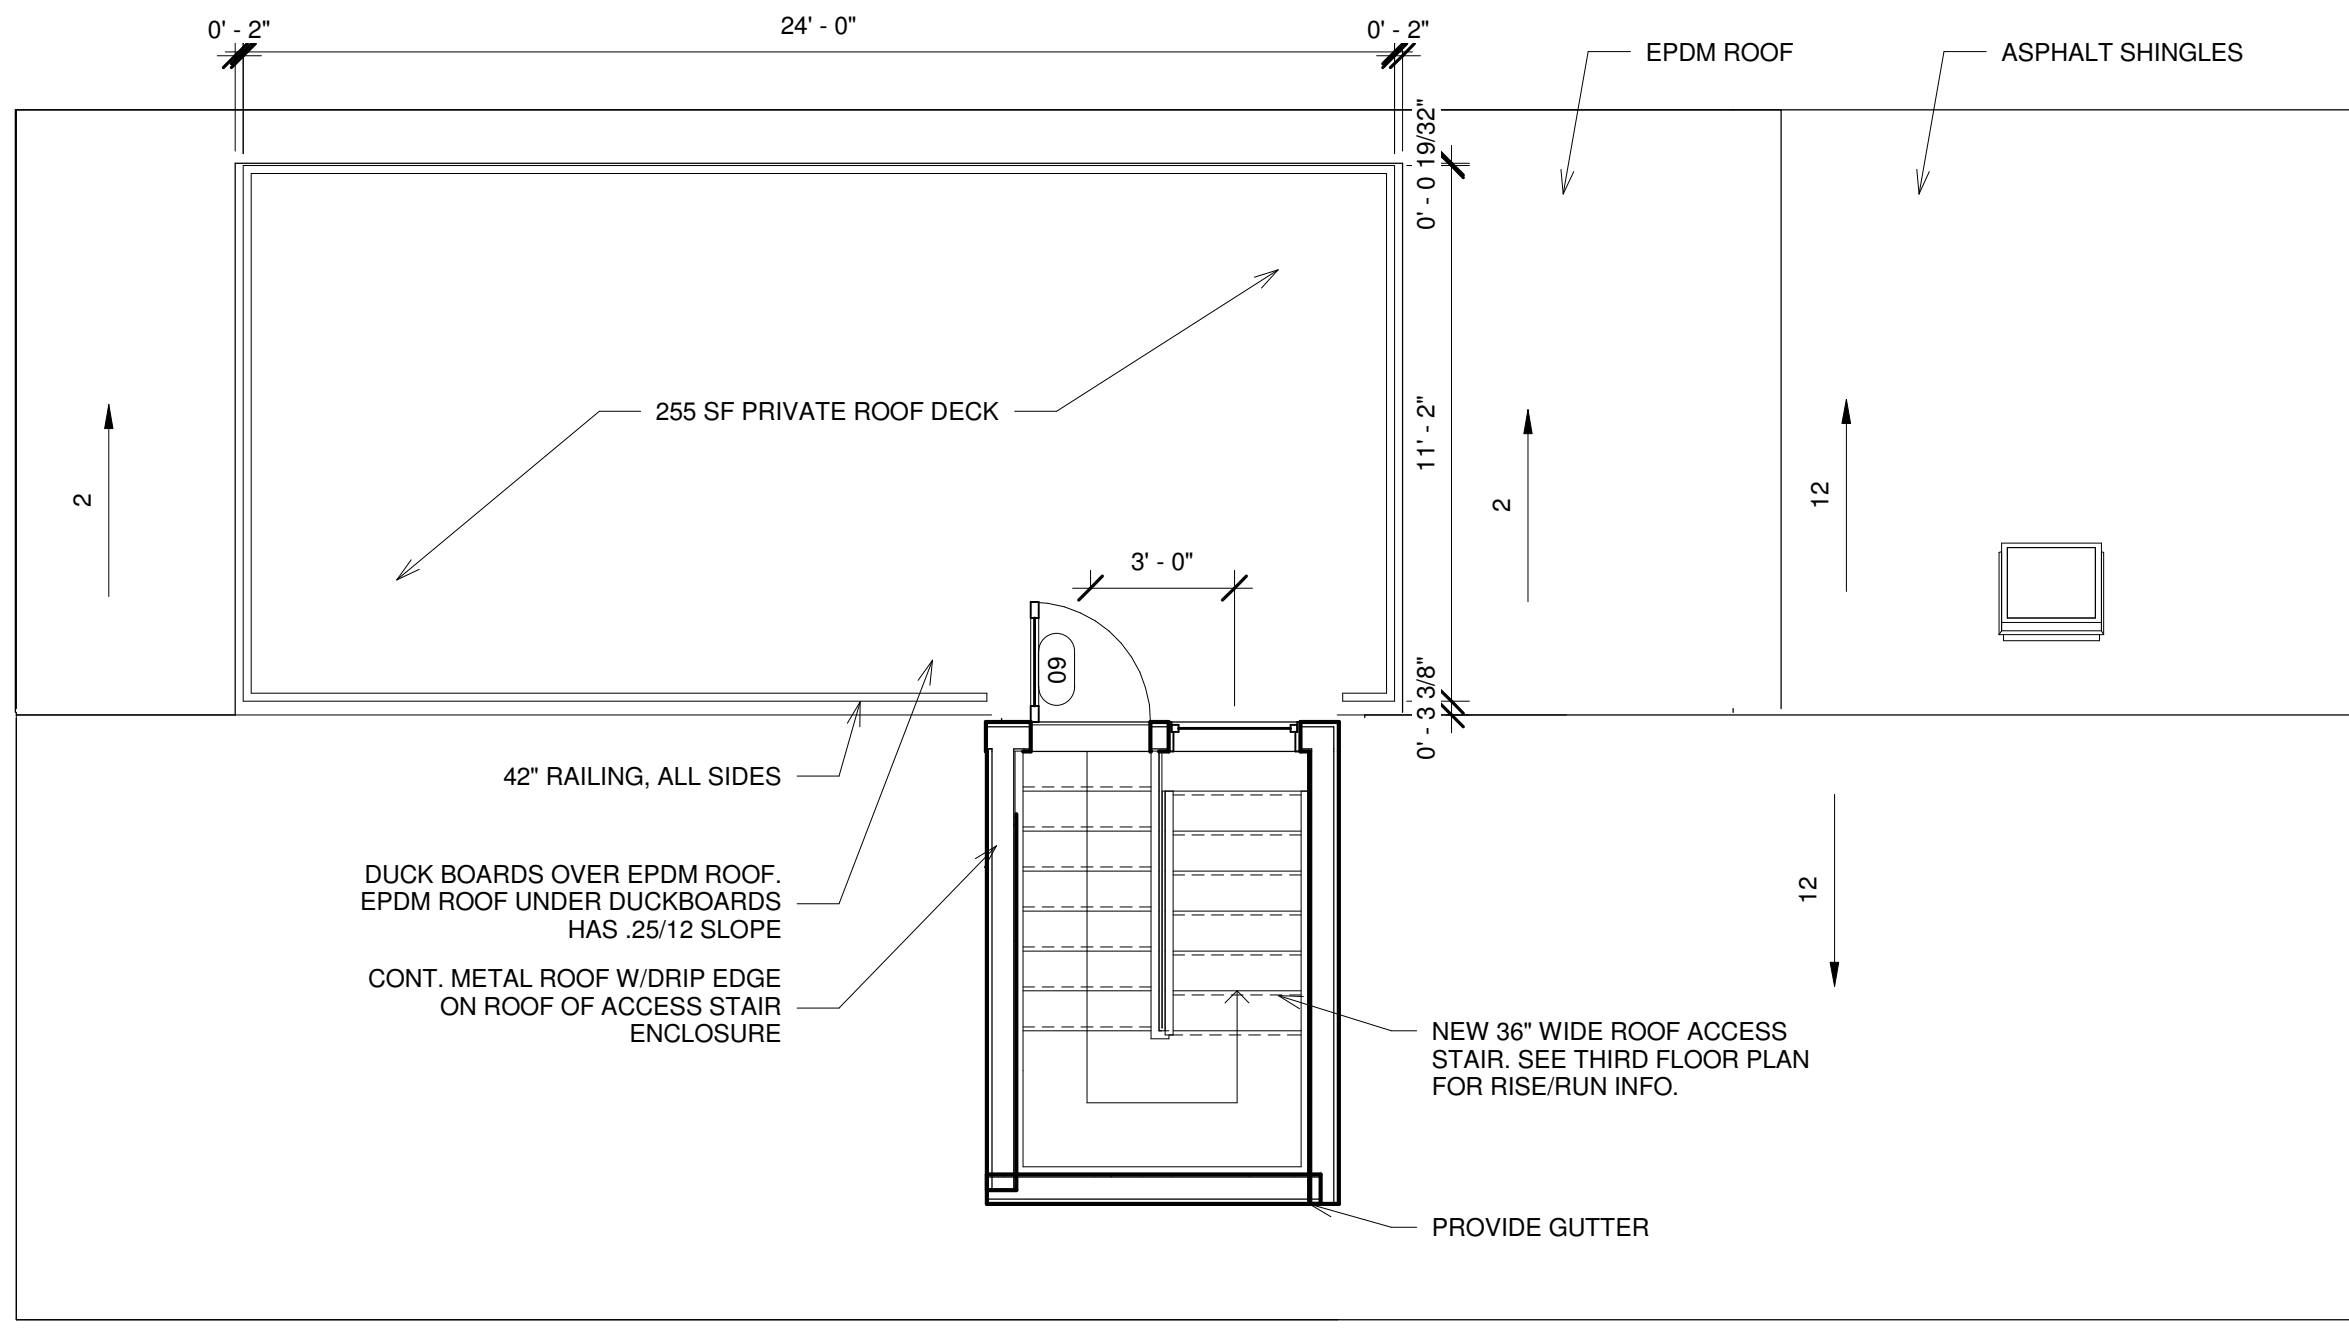 0' - 2"
24' - 0"
0' - 2"
EPDM ROOF
ASPHALT SHINGLES
0' - 0 19/32"
255 SF PRIVATE ROOF DECK
11' - 2"
2
2
12
3' - 0"
09
0' - 3 3/8"
42" RAILING, ALL SIDES
DUCK BOARDS OVER EPDM ROOF.
EPDM ROOF UNDER DUCKBOARDS
HAS .25/12 SLOPE
12
CONT. METAL ROOF W/DRIP EDGE
ON ROOF OF ACCESS STAIR
ENCLOSURE
NEW 36" WIDE ROOF ACCESS
STAIR. SEE THIRD FLOOR PLAN
FOR RISE/RUN INFO.
PROVIDE GUTTER